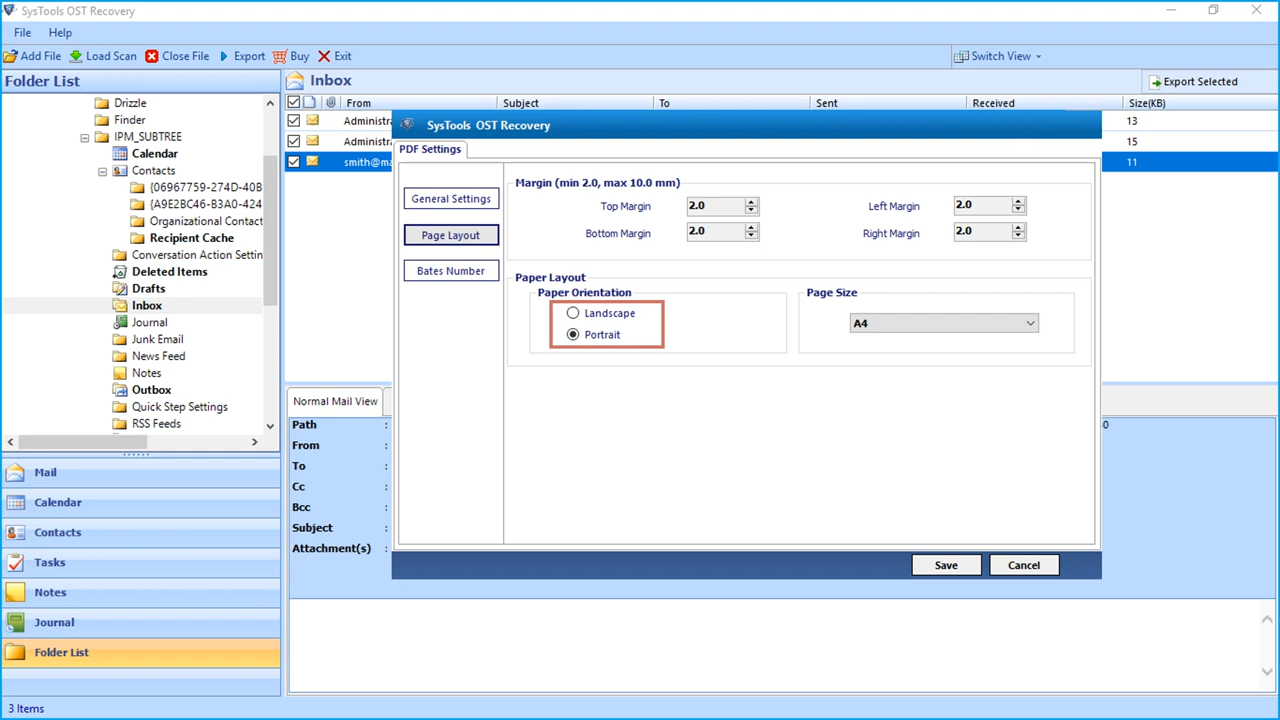 SysTools OST Recovery
File Help
Add File Load Scan Close File Export Buy Exit Switch View
Folder List
Inbox
Export Selected
From Subject To Sent Received Size(KB)
Administra 13
Administra 15
smith@ma 11
Drizzle
Finder
IPM_SUBTREE
Calendar
Contacts
{06967759-274D-40B
{A9E2BC46-B3A0-424
Organizational Contact
Recipient Cache
Conversation Action Settin
Deleted Items
Drafts
Inbox
Journal
Junk Email
News Feed
Notes
Outbox
Quick Step Settings
RSS Feeds
Mail
Calendar
Contacts
Tasks
Notes
Journal
Folder List
SysTools OST Recovery
PDF Settings
General Settings
Page Layout
Bates Number
Margin (min 2.0, max 10.0 mm)
Top Margin 2.0 Left Margin 2.0
Bottom Margin 2.0 Right Margin 2.0
Paper Layout
Paper Orientation
Landscape
Portrait
Page Size
A4
Save Cancel
Normal Mail View
Path : 0
From :
To :
Cc :
Bcc :
Subject :
Attachment(s) :
3 Items